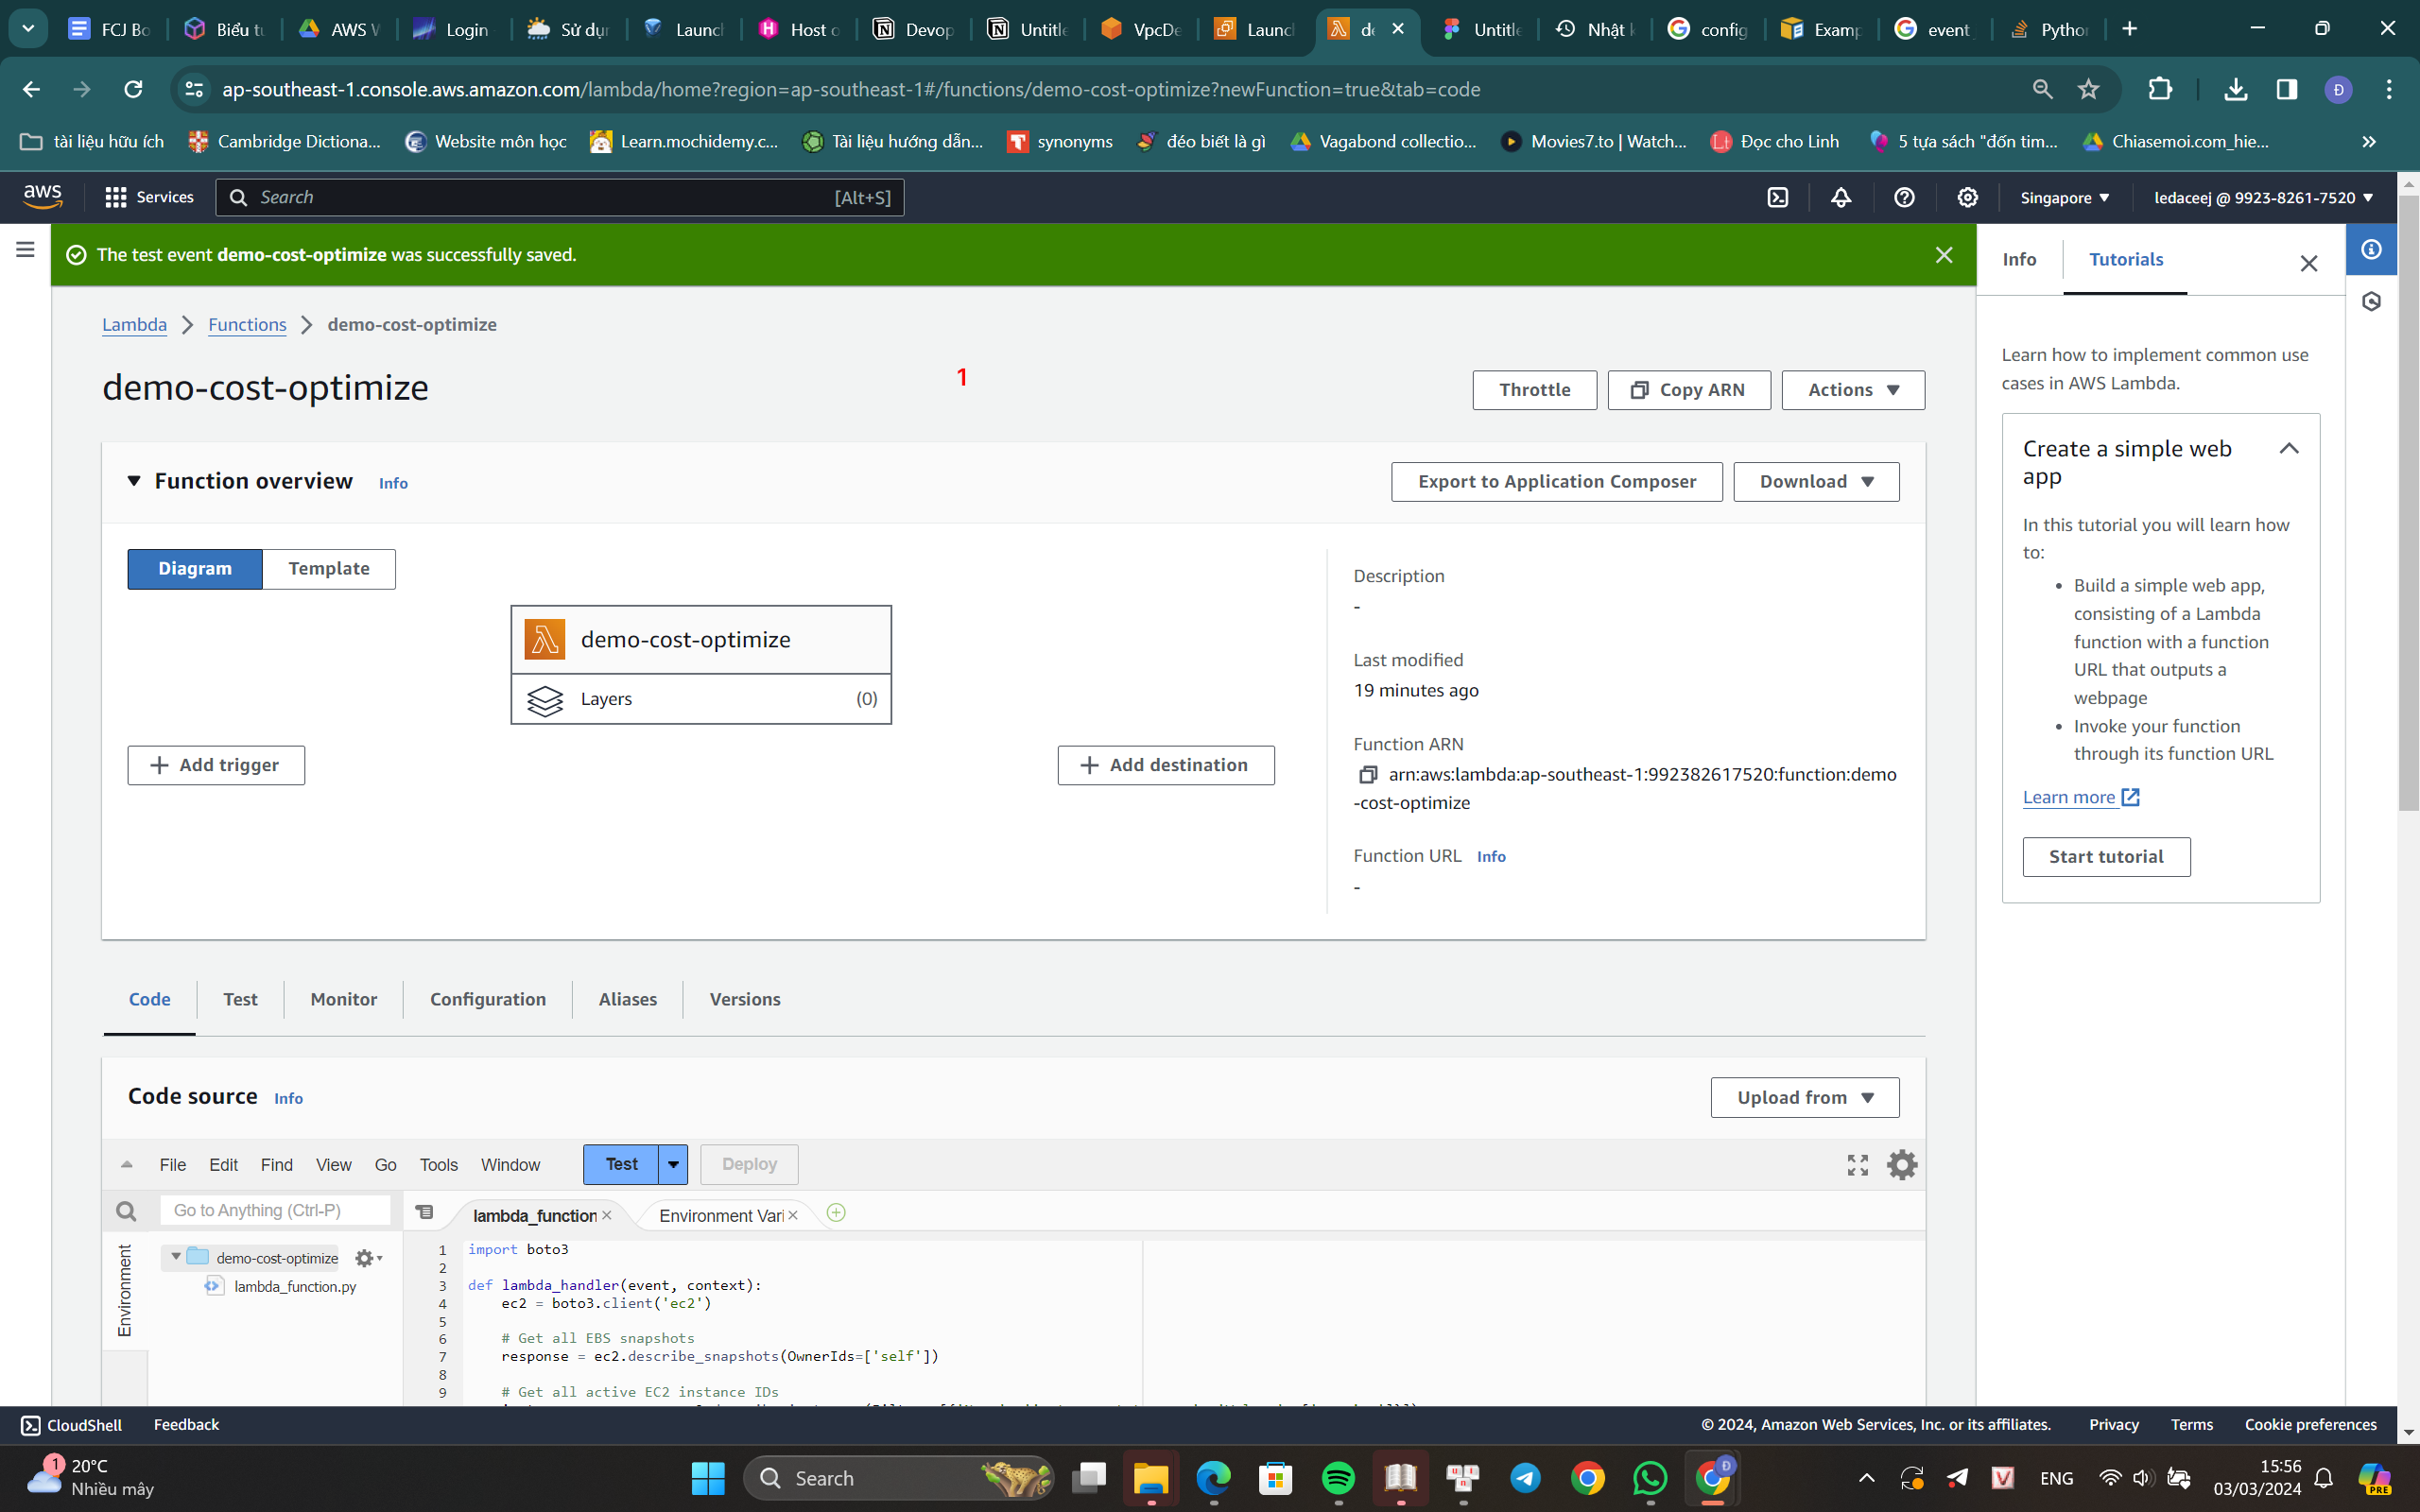 FCJ Bo
Biểu tư
AWS W
Login
Sử dụn
Launch
Host o
Devop
Untitle
VpcDe
Launch
de
Untitle
Nhật k
config
Examp
event_
Python
ap-southeast-1.console.aws.amazon.com/lambda/home?region=ap-southeast-1#/functions/demo-cost-optimize?newFunction=true&tab=code
Đ
tài liệu hữu ích
Cambridge Dictiona...
Website môn học
Learn.mochidemy.c...
Tài liệu hướng dẫn...
synonyms
đéo biết là gì
Vagabond collectio...
Movies7.to | Watch...
Đọc cho Linh
5 tựa sách "đốn tim...
Chiasemoi.com_hie...
aws
Services
Search
[Alt+S]
Singapore
ledaceej @ 9923-8261-7520
The test event demo-cost-optimize was successfully saved.
Info
Tutorials
Lambda
Functions
demo-cost-optimize
demo-cost-optimize
1
Throttle
Copy ARN
Actions
Function overview
Info
Export to Application Composer
Download
Diagram
Template
demo-cost-optimize
Layers
(0)
Add trigger
Add destination
Description
-
Last modified
19 minutes ago
Function ARN
arn:aws:lambda:ap-southeast-1:992382617520:function:demo
-cost-optimize
Function URL
Info
-
Learn how to implement common use
cases in AWS Lambda.
Create a simple web
app
In this tutorial you will learn how
to:
• Build a simple web app,
consisting of a Lambda
function with a function
URL that outputs a
webpage
• Invoke your function
through its function URL
Learn more
Start tutorial
Code
Test
Monitor
Configuration
Aliases
Versions
Code source
Info
Upload from
File
Edit
Find
View
Go
Tools
Window
Test
Deploy
Go to Anything (Ctrl-P)
lambda_function
Environment Vari
Environment
demo-cost-optimize
lambda_function.py
1 import boto3
2
3 def lambda_handler(event, context):
4 ec2 = boto3.client('ec2')
5
6 # Get all EBS snapshots
7 response = ec2.describe_snapshots(OwnerIds=['self'])
8
9 # Get all active EC2 instance IDs
CloudShell
Feedback
© 2024, Amazon Web Services, Inc. or its affiliates.
Privacy
Terms
Cookie preferences
1
20°C
Nhiều mây
Search
Đ
ENG
15:56
03/03/2024
PRE